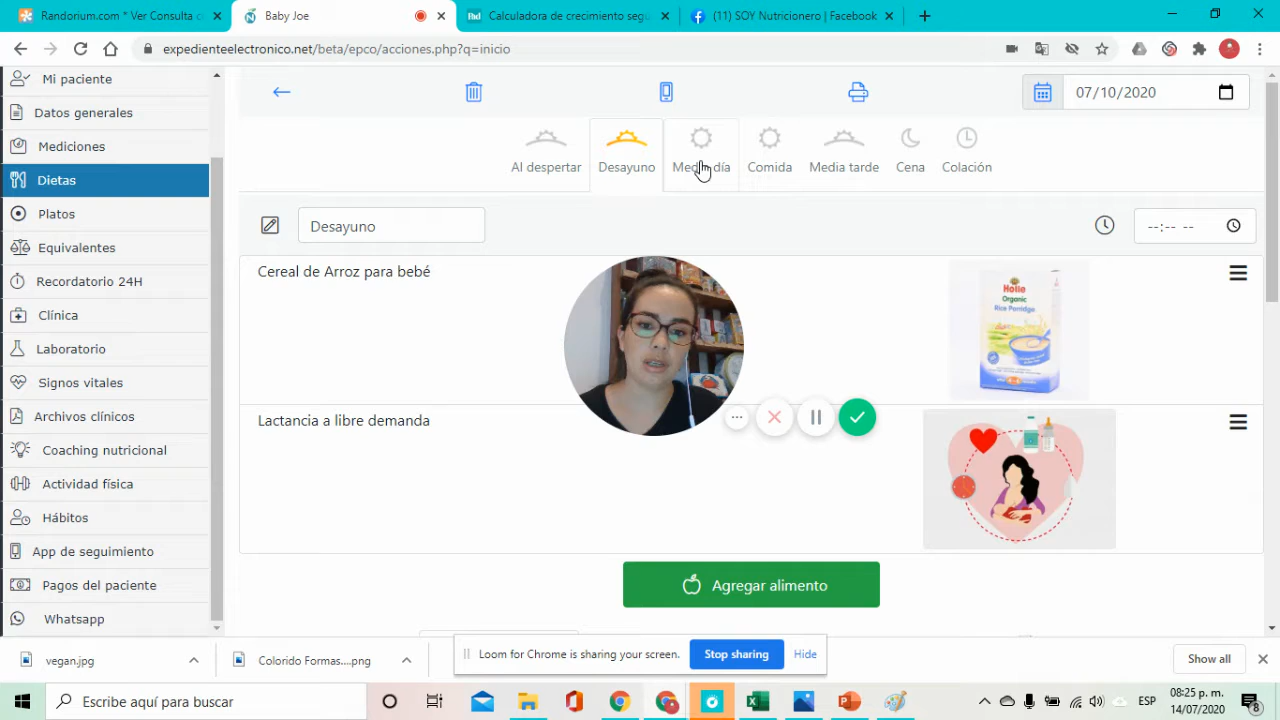 Randorium.com * Ver Consulta c
Baby Joe
Calculadora de crecimiento segú
(11) SOY Nutricionero | Facebook
expedienteelectronico.net/beta/epco/acciones.php?q=inicio
Mi paciente
Datos generales
Mediciones
Dietas
Platos
Equivalentes
Recordatorio 24H
Clínica
Laboratorio
Signos vitales
Archivos clínicos
Coaching nutricional
Actividad física
Hábitos
App de seguimiento
Pagos del paciente
Whatsapp
07/10/2020
Al despertar
Desayuno
Medio día
Comida
Media tarde
Cena
Colación
Desayuno
--:-- --
Cereal de Arroz para bebé
Holle
Organic
Rice Porridge
Lactancia a libre demanda
Agregar alimento
Loom for Chrome is sharing your screen.
Stop sharing
Hide
vegan.jpg
Colorido Formas....png
Show all
Escribe aquí para buscar
ESP
08:25 p. m.
14/07/2020
8